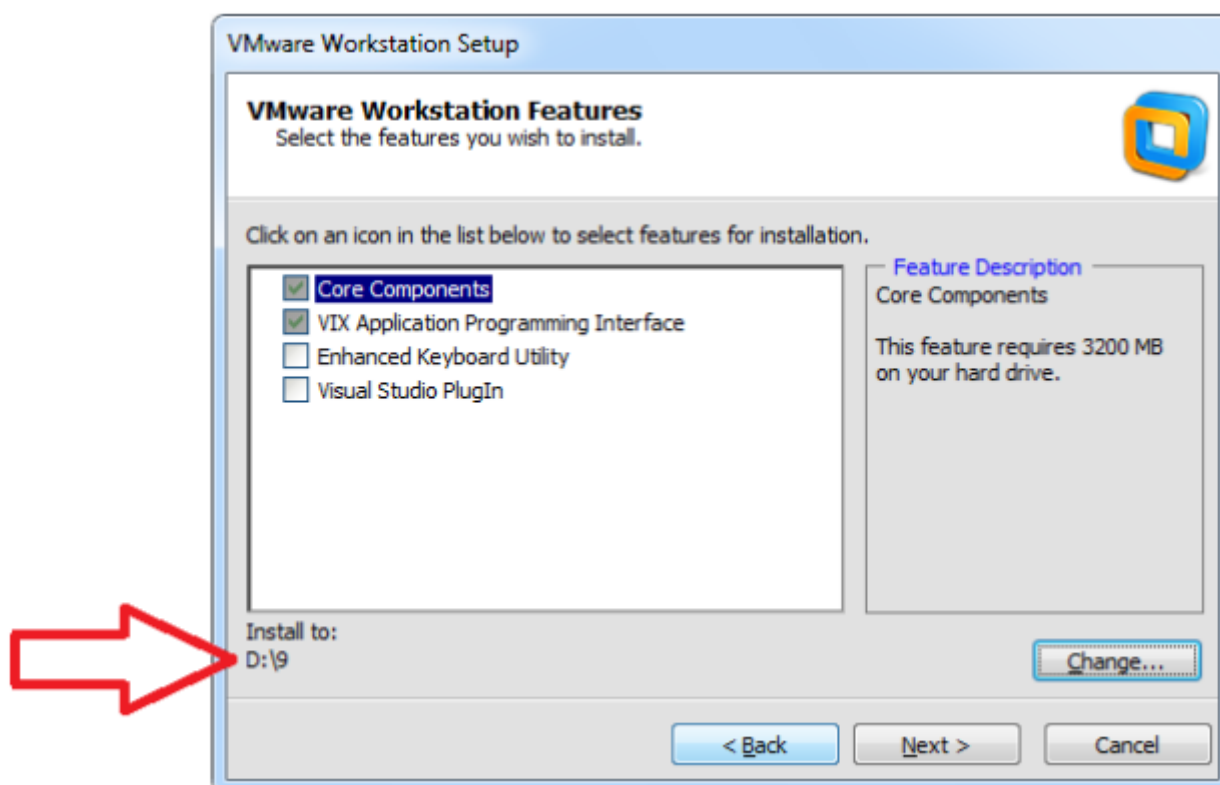 VMware Workstation Setup
VMware Workstation Features
Select the features you wish to install.
Click on an icon in the list below to select features for installation.
Core Components
VIX Application Programming Interface
Enhanced Keyboard Utility
Visual Studio PlugIn
Feature Description
Core Components
This feature requires 3200 MB
on your hard drive.
Install to:
D:\9
Change...
< Back
Next >
Cancel